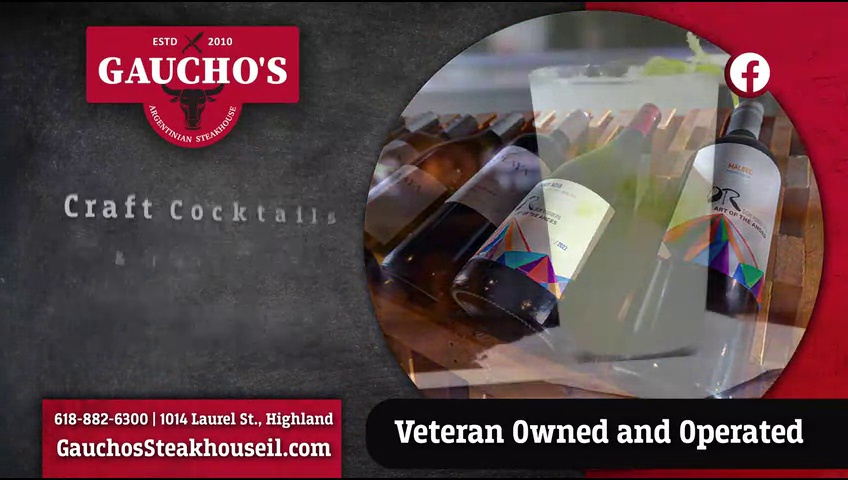 ESTD 2010
GAUCHO'S
ARGENTINIAN STEAKHOUSE
Craft Cocktails
&
MALBEC
ART OF THE ANDES
OF THE ANDES
618-882-6300 | 1014 Laurel St., Highland
GauchosSteakhouseil.com
Veteran Owned and Operated